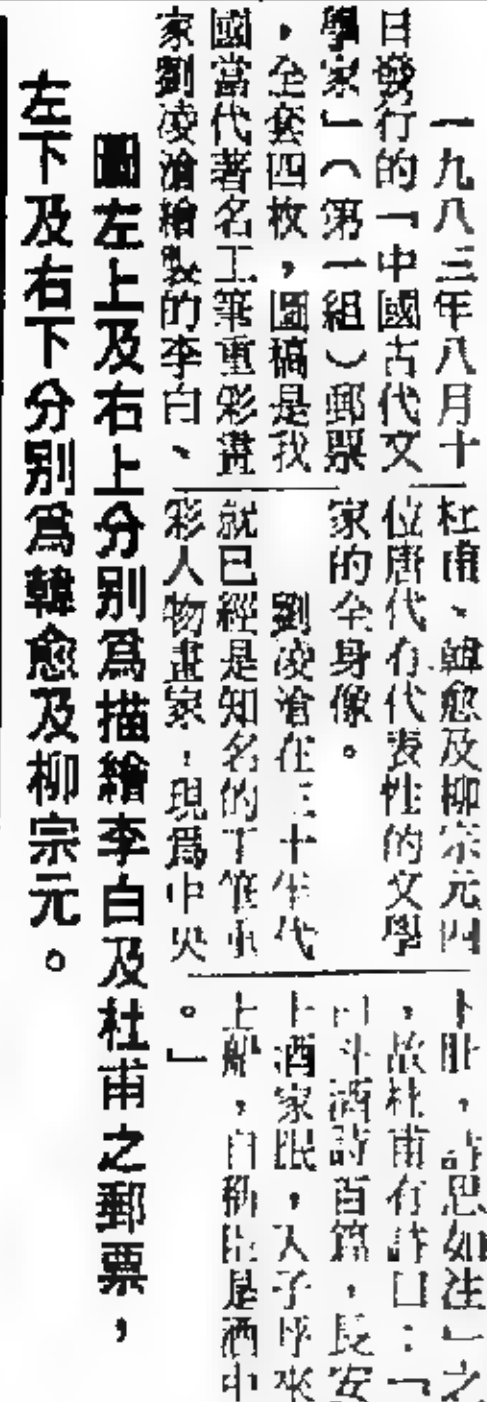 一九八三年八月十
日發行的「中國古代文
學家」（第一組）郵票
，全套四枚，圖稿是我
國當代著名工筆重彩畫
家劉凌滄繪製的李白、
杜甫、韓愈及柳宗元四
位唐代有代表性的文學
家的全身像。
劉凌滄在三十年代
就已經是知名的工筆重
彩人物畫家，現爲中央
，詩思如注」之
，故杜甫有詩曰：「
斗酒詩百篇，長安
上酒家眠，天子呼來
上船，自稱臣是酒中
。」
圖左上及右上分別爲描繪李白及杜甫之郵票，
左下及右下分別爲韓愈及柳宗元。